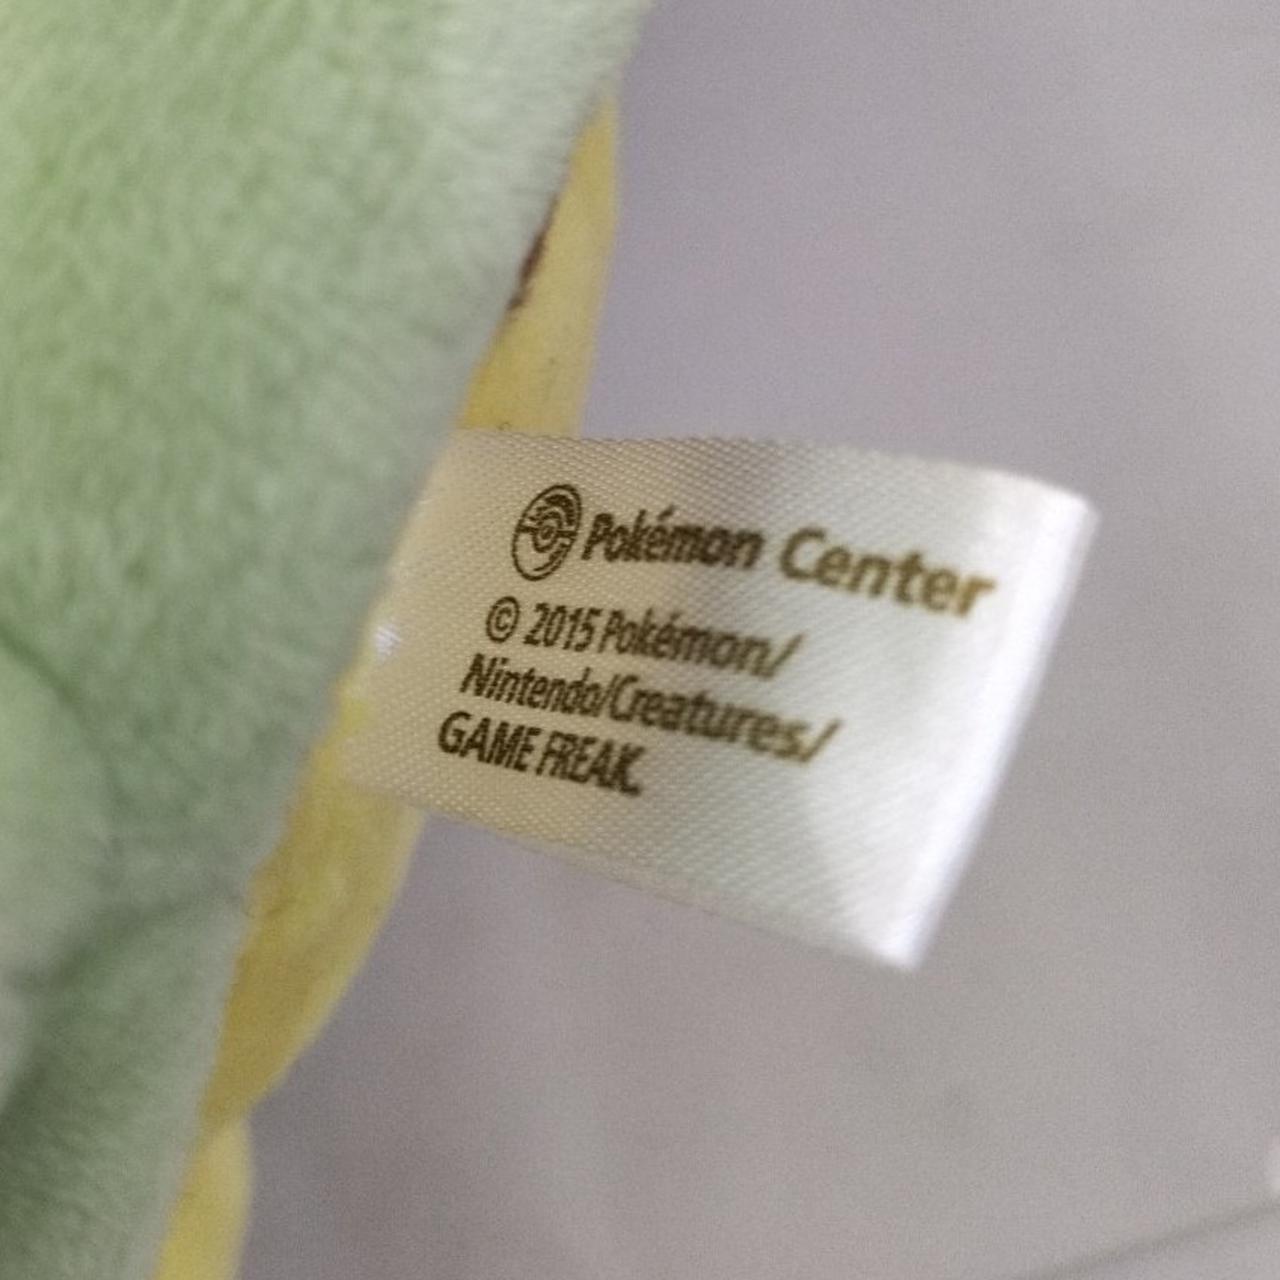 Pokémon Center
© 2015 Pokémon/
Nintendo/Creatures/
GAME FREAK.